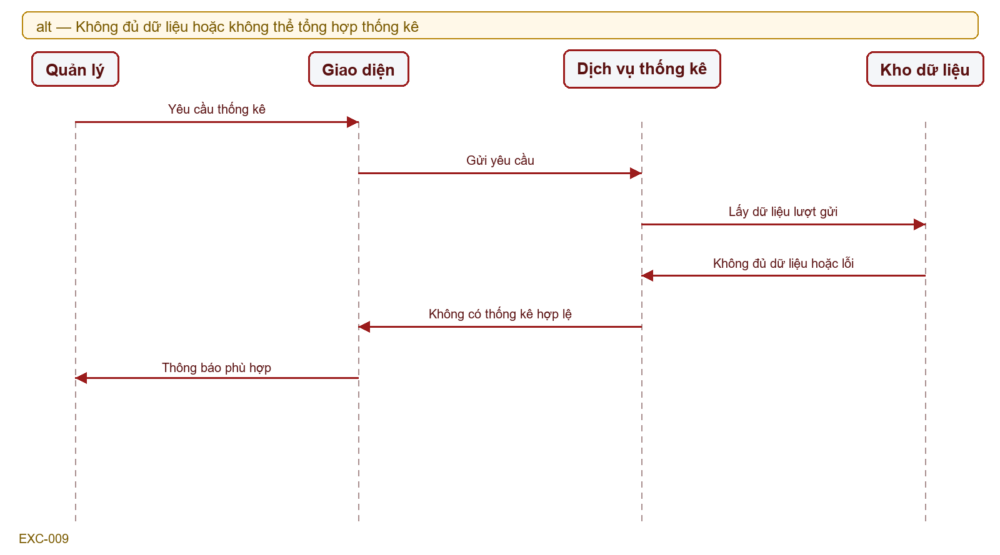 alt — Không đủ dữ liệu hoặc không thể tổng hợp thống kê
Quản lý
Giao diện
Dịch vụ thống kê
Kho dữ liệu
Yêu cầu thống kê
Gửi yêu cầu
Lấy dữ liệu lượt gửi
Không đủ dữ liệu hoặc lỗi
Không có thống kê hợp lệ
Thông báo phù hợp
EXC-009